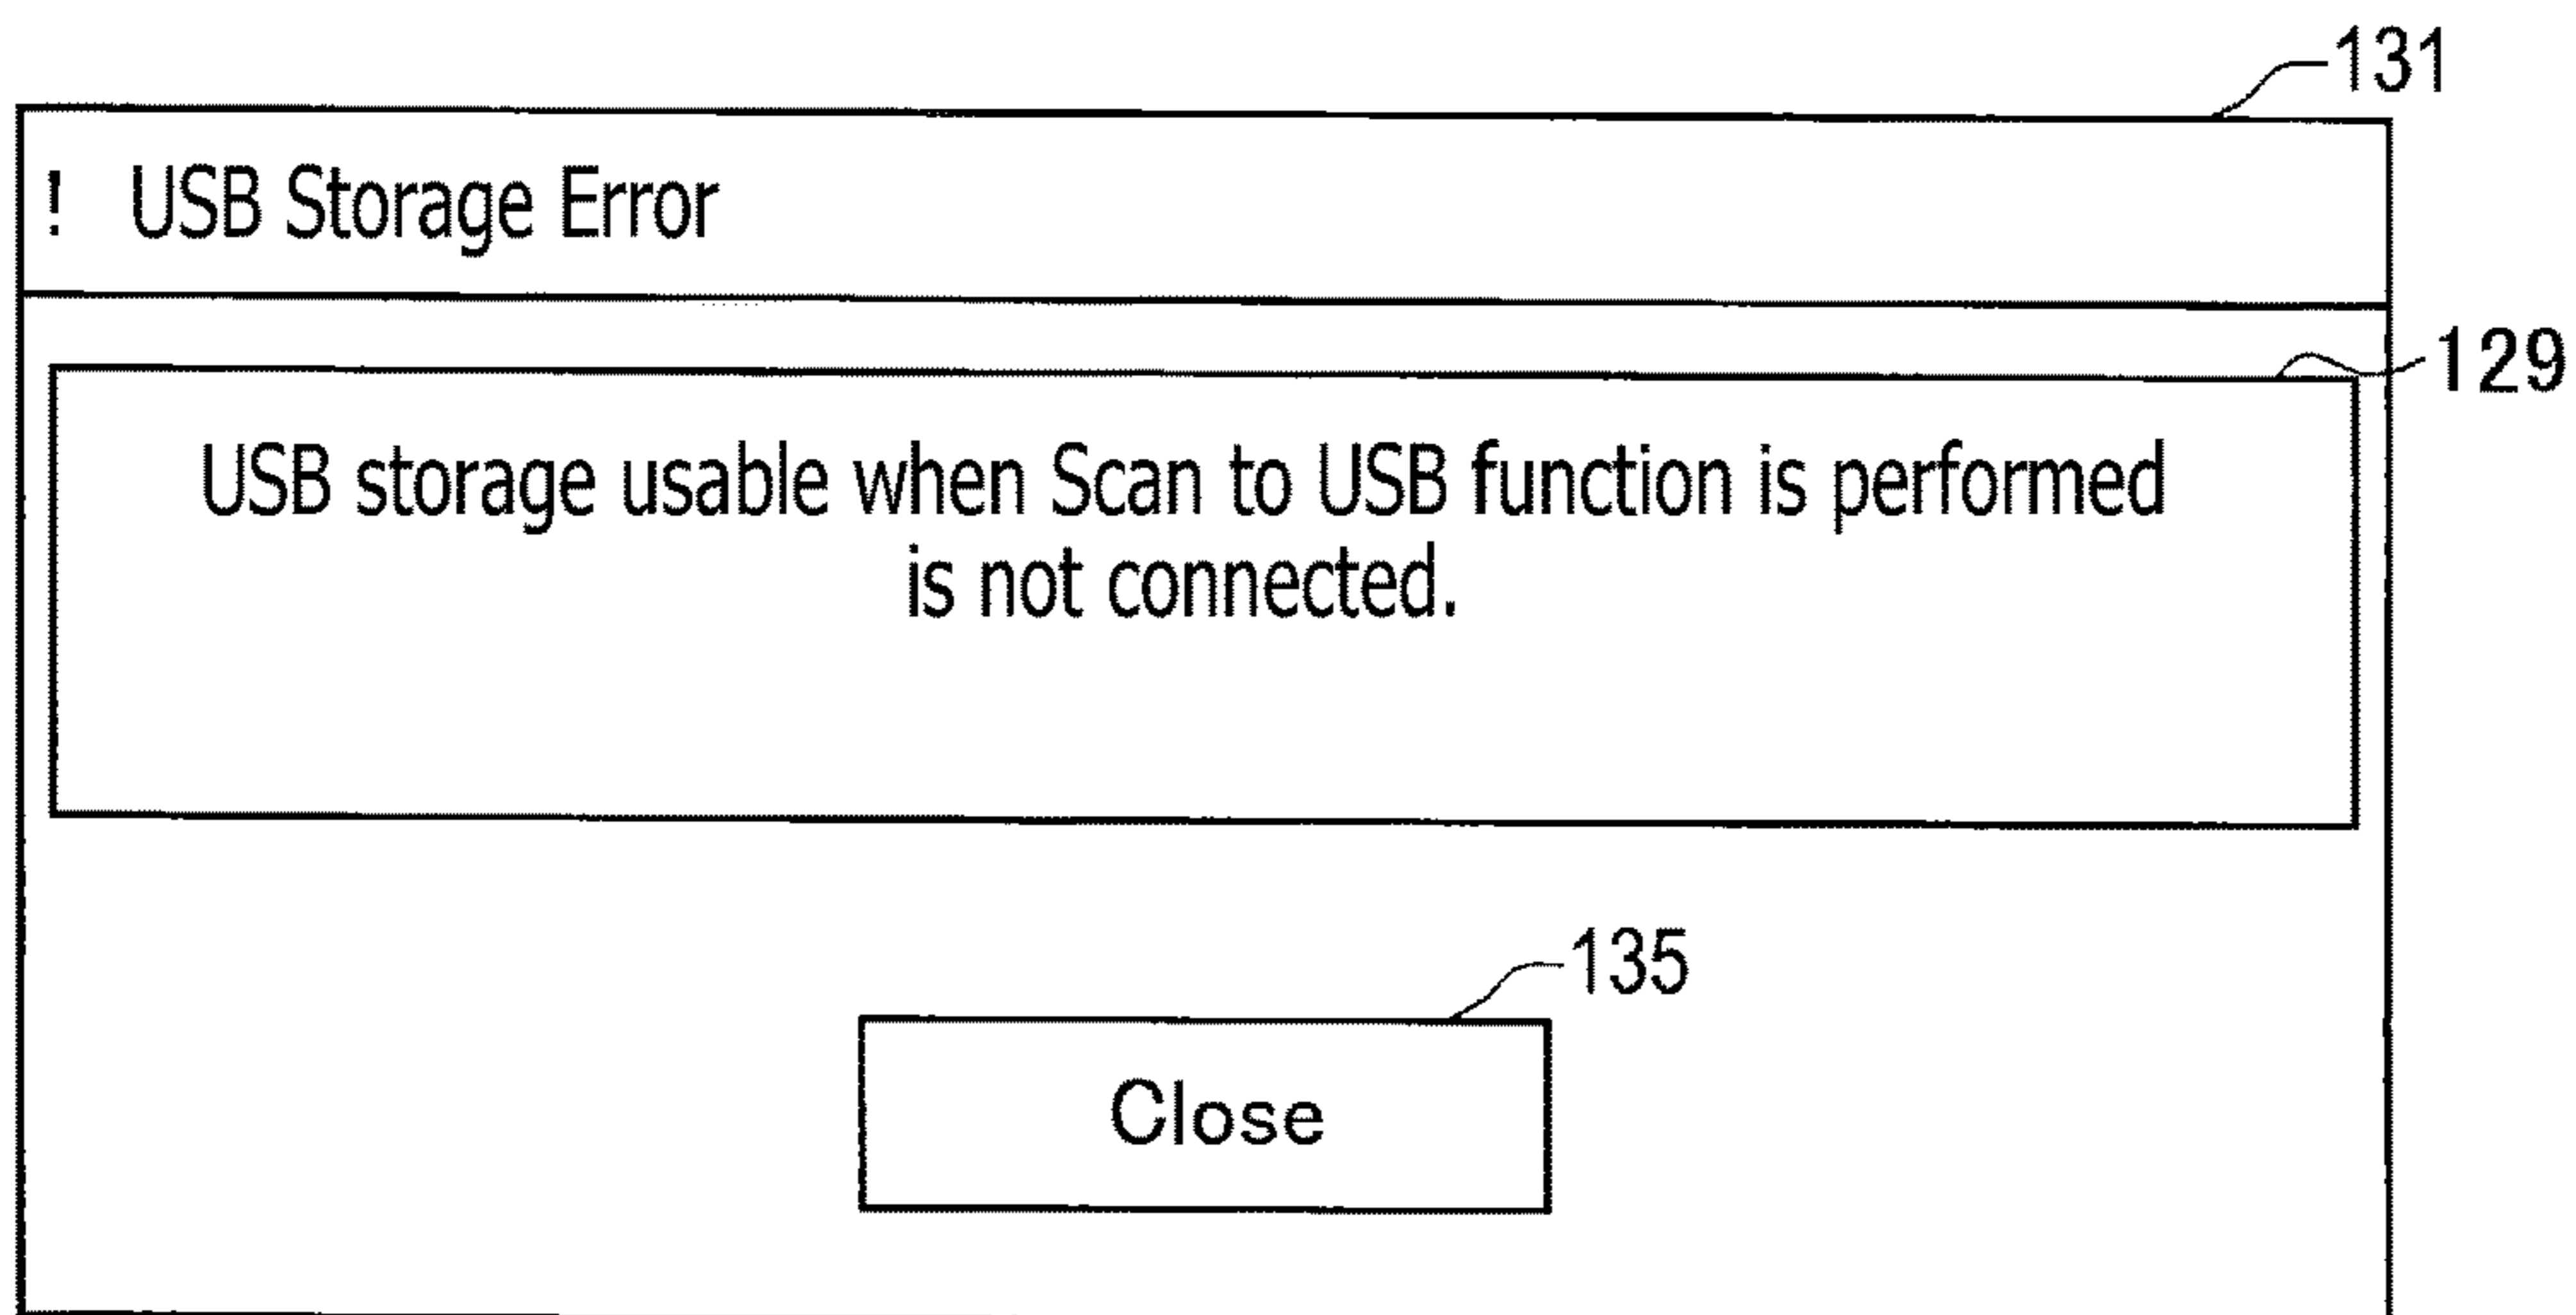 131
! USB Storage Error
129
USB storage usable when Scan to USB function is performed
is not connected.
135
Close